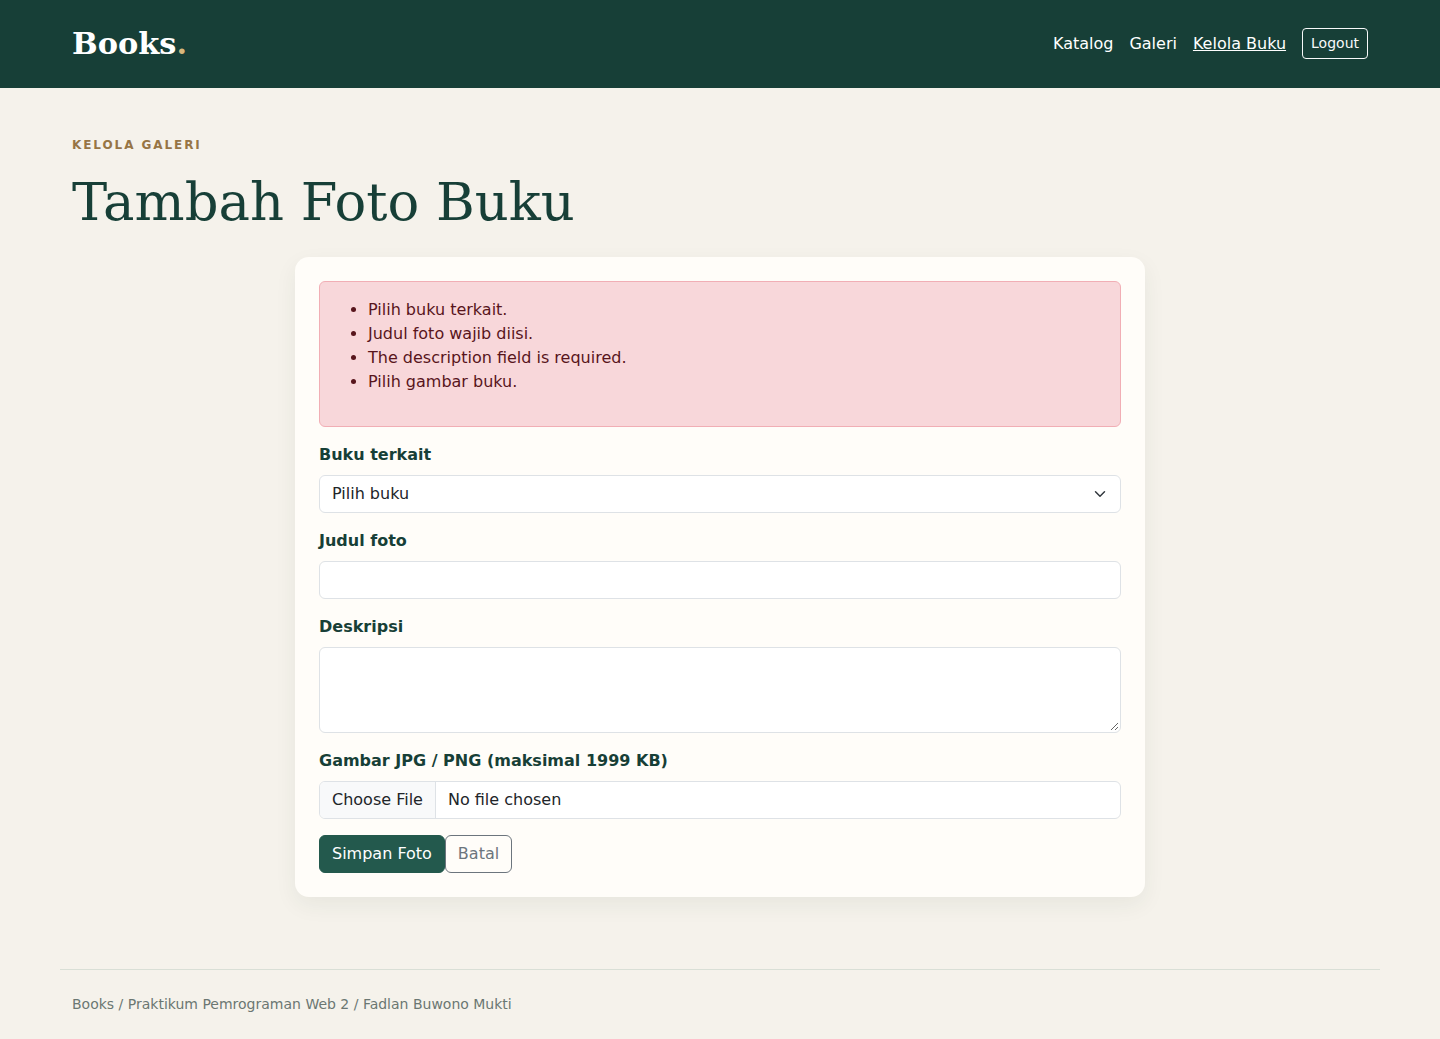 Books.
Katalog Galeri Kelola Buku Logout
KELOLA GALERI
Tambah Foto Buku
Pilih buku terkait.
Judul foto wajib diisi.
The description field is required.
Pilih gambar buku.
Buku terkait
Pilih buku
Judul foto
Deskripsi
Gambar JPG / PNG (maksimal 1999 KB)
Choose File No file chosen
Simpan Foto Batal
Books / Praktikum Pemrograman Web 2 / Fadlan Buwono Mukti